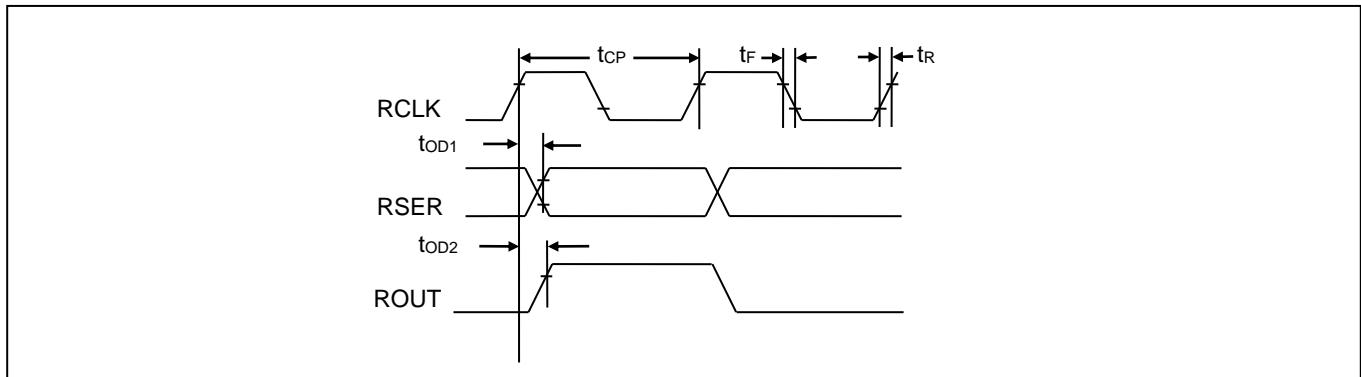 tCP tF tR
RCLK
tOD1
RSER
tOD2
ROUT